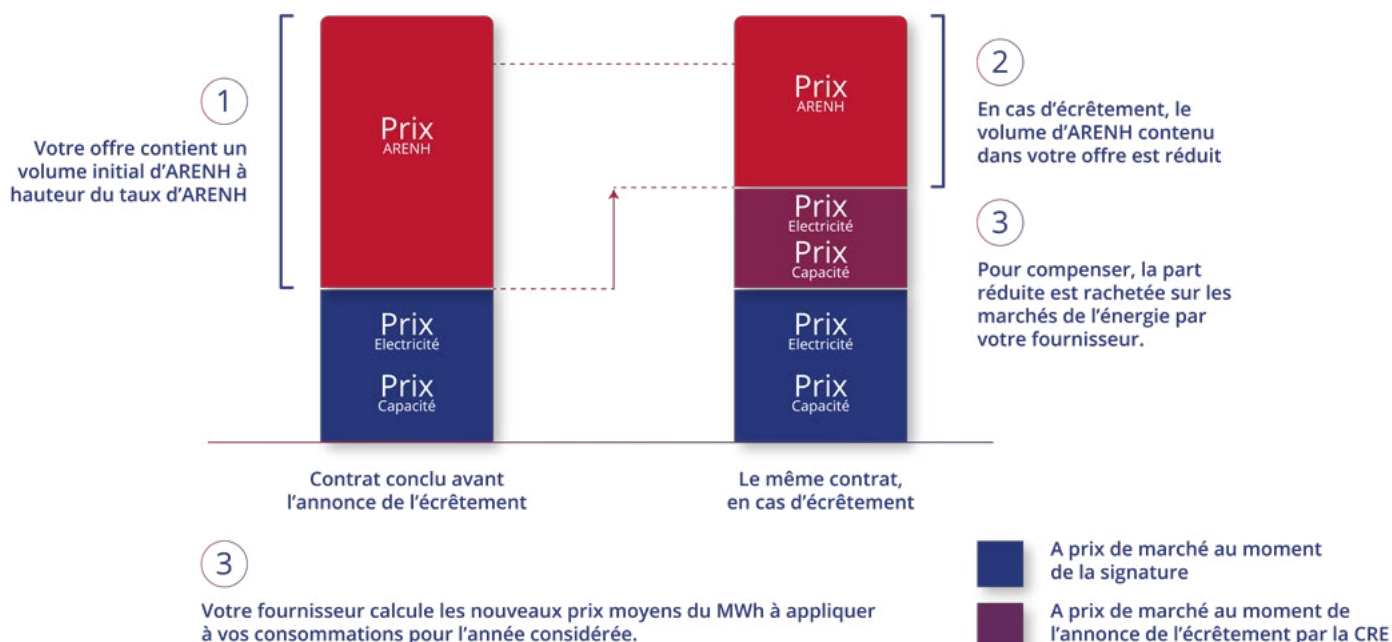 1
Votre offre contient un
volume initial d'ARENH à
hauteur du taux d'ARENH
Prix
ARENH
Prix
Electricité
Prix
Capacité
Contrat conclu avant
l'annonce de l'écrêtement
Prix
ARENH
Prix
Electricité
Prix
Capacité
Prix
Electricité
Prix
Capacité
Le même contrat,
en cas d'écrêtement
2
En cas d'écrêtement, le
volume d'ARENH contenu
dans votre offre est réduit
3
Pour compenser, la part
réduite est rachetée sur les
marchés de l'énergie par
votre fournisseur.
3
Votre fournisseur calcule les nouveaux prix moyens du MWh à appliquer
à vos consommations pour l'année considérée.
A prix de marché au moment
de la signature
A prix de marché au moment de
l'annonce de l'écrêtement par la CRE